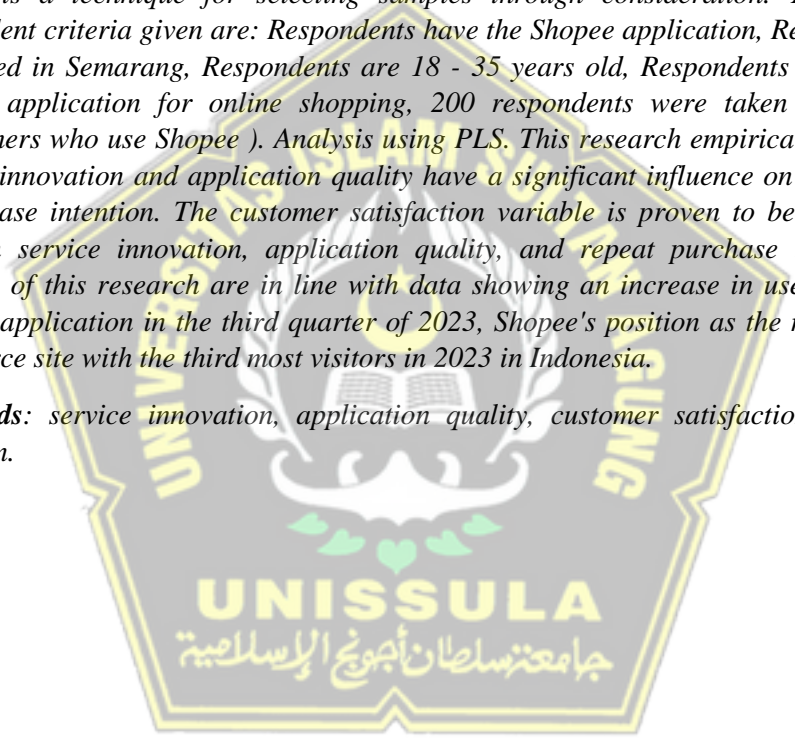 is a technique for selecting samples through consideration.
ent criteria given are: Respondents have the Shopee application, Re
ed in Semarang, Respondents are 18 - 35 years old, Respondents
application for online shopping, 200 respondents were taken
ers who use Shopee ). Analysis using PLS. This research empirica
innovation and application quality have a significant influence on
ase intention. The customer satisfaction variable is proven to be
service innovation, application quality, and repeat purchase
of this research are in line with data showing an increase in use
application in the third quarter of 2023, Shopee's position as the
ce site with the third most visitors in 2023 in Indonesia.
ds: service innovation, application quality, customer satisfactio
n.
UNIVERSITAS ISLAM SULTAN AGUNG
UNISSULA
جامعة سلطان أجونج الإسلامية